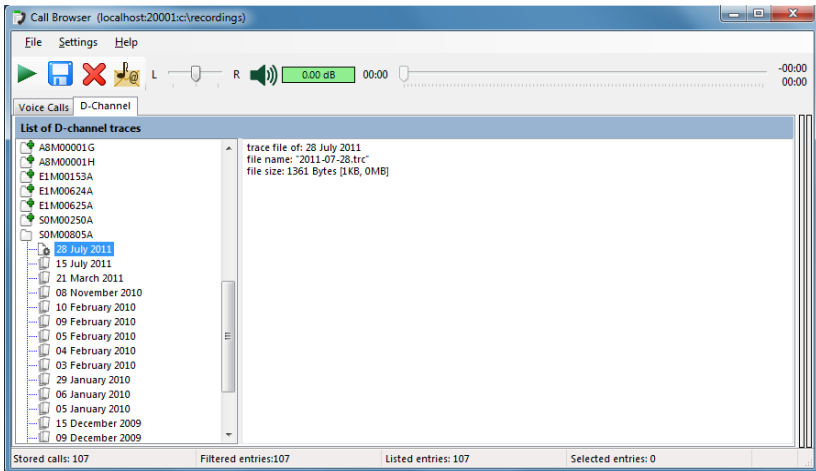 Call Browser (localhost:20001:c:\recordings)
File Settings Help
L R 0.00 dB 00:00 -00:00
00:00
Voice Calls D-Channel
List of D-channel traces
A8M00001G
A8M00001H
E1M00153A
E1M00624A
E1M00625A
S0M00250A
S0M00805A
28 July 2011
15 July 2011
21 March 2011
08 November 2010
10 February 2010
09 February 2010
05 February 2010
04 February 2010
03 February 2010
29 January 2010
06 January 2010
05 January 2010
15 December 2009
09 December 2009
trace file of: 28 July 2011
file name: "2011-07-28.trc"
file size: 1361 Bytes [1KB, 0MB]
Stored calls: 107 Filtered entries:107 Listed entries: 107 Selected entries: 0